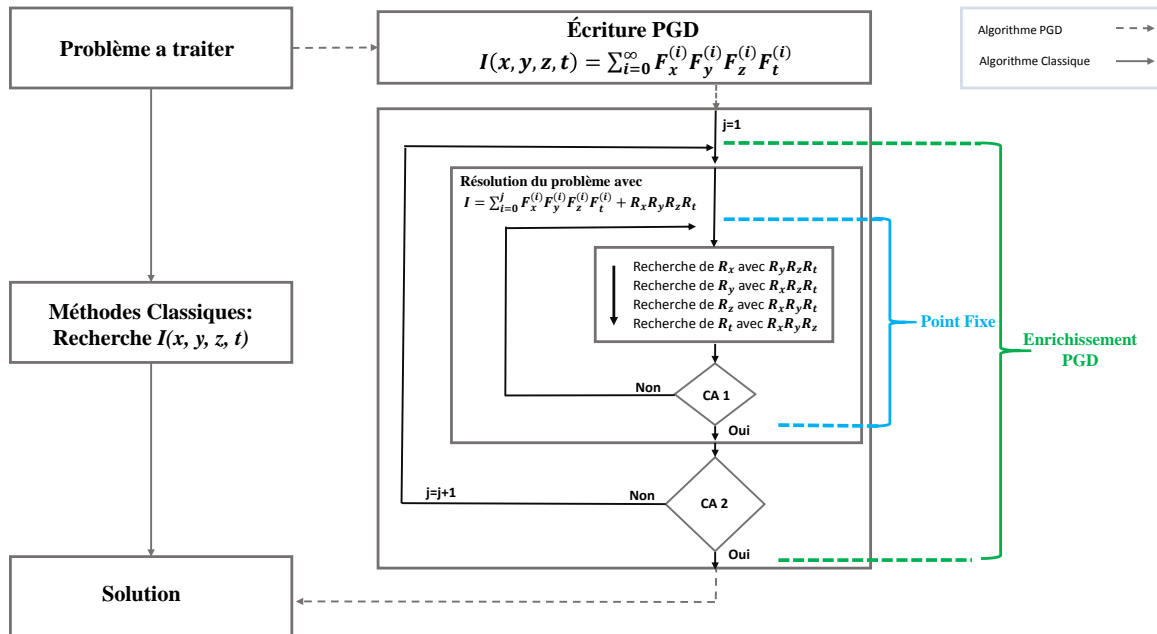 Problème a traiter
Écriture PGD
I(x, y, z, t) = ∑_{i=0}^{∞} F_x^{(i)} F_y^{(i)} F_z^{(i)} F_t^{(i)}
Algorithme PGD
Algorithme Classique
j=1
Résolution du problème avec
I = ∑_{i=0}^{j} F_x^{(i)} F_y^{(i)} F_z^{(i)} F_t^{(i)} + R_x R_y R_z R_t
Recherche de R_x avec R_y R_z R_t
Recherche de R_y avec R_x R_z R_t
Recherche de R_z avec R_x R_y R_t
Recherche de R_t avec R_x R_y R_z
Méthodes Classiques:
Recherche I(x, y, z, t)
Point Fixe
Enrichissement
PGD
Non
CA 1
Oui
j=j+1
Non
CA 2
Oui
Solution